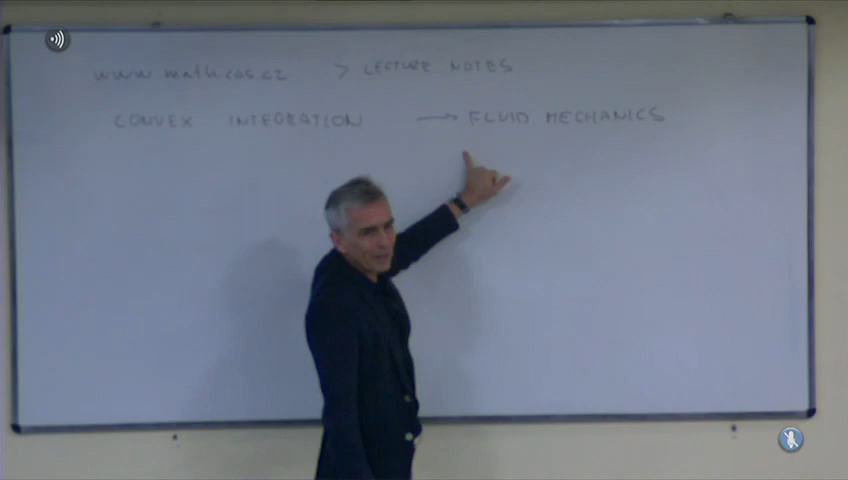 www.math.cas.cz > LECTURE NOTES
CONVEX INTEGRATION → FLUID MECHANICS